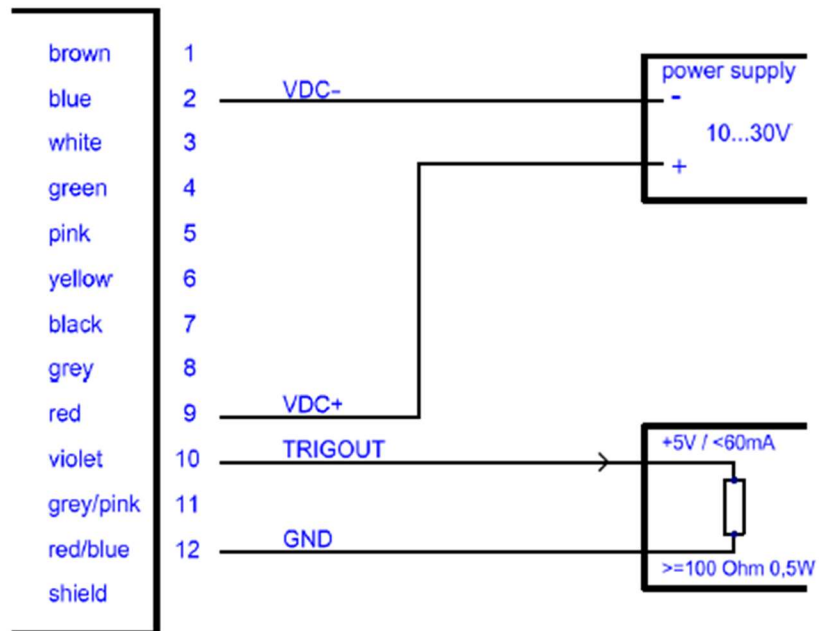 brown 1
blue 2 VDC–
white 3
green 4
pink 5
yellow 6
black 7
grey 8
red 9 VDC+
violet 10 TRIGOUT
grey/pink 11
red/blue 12 GND
shield
power supply
-
10...30V
+
+5V / <60mA
>=100 Ohm 0,5W